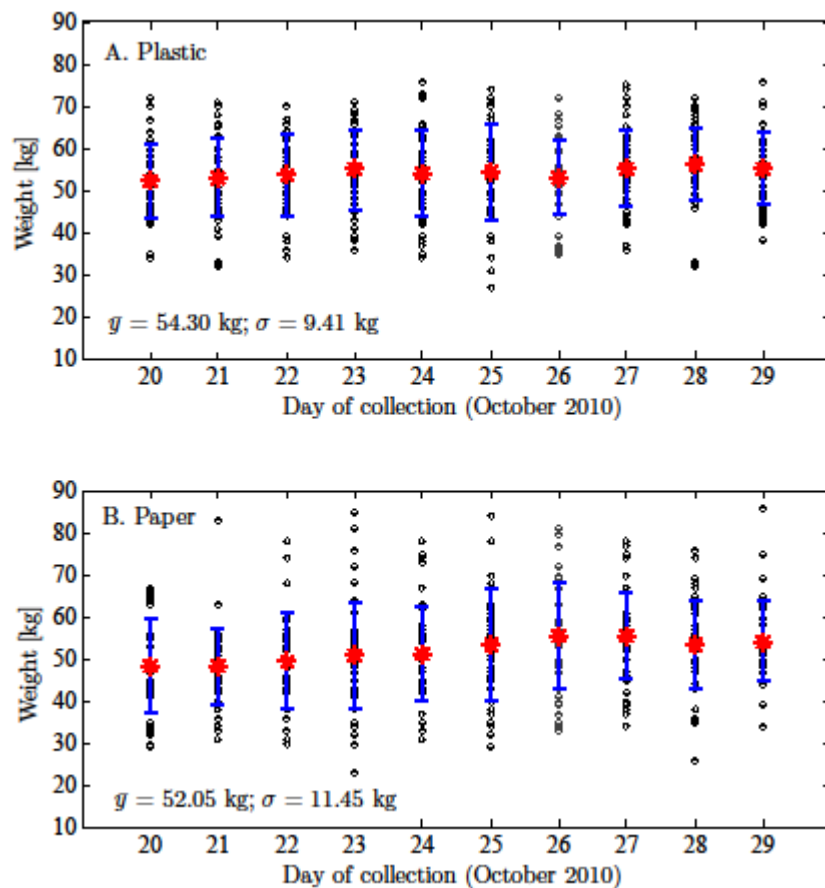 A. Plastic
Weight [kg]
90
80
70
60
50
40
30
20
10
ȳ = 54.30 kg; σ = 9.41 kg
20 21 22 23 24 25 26 27 28 29
Day of collection (October 2010)
B. Paper
Weight [kg]
90
80
70
60
50
40
30
20
10
ȳ = 52.05 kg; σ = 11.45 kg
20 21 22 23 24 25 26 27 28 29
Day of collection (October 2010)